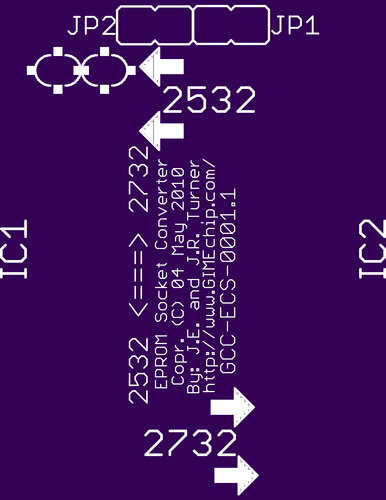 JP2 JP1
2532
IC1
2532 <===> 2732
EPROM Socket Converter
Copr. (C) 04 May 2010
By: J.E. and J.R. Turner
http://www.GIMEchip.com/
GCC-ECS-0001.1
IC2
2732